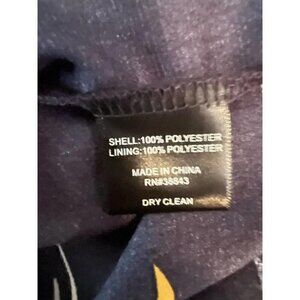 SHELL:100% POLYESTER
LINING:100% POLYESTER
MADE IN CHINA
RN#38843
DRY CLEAN